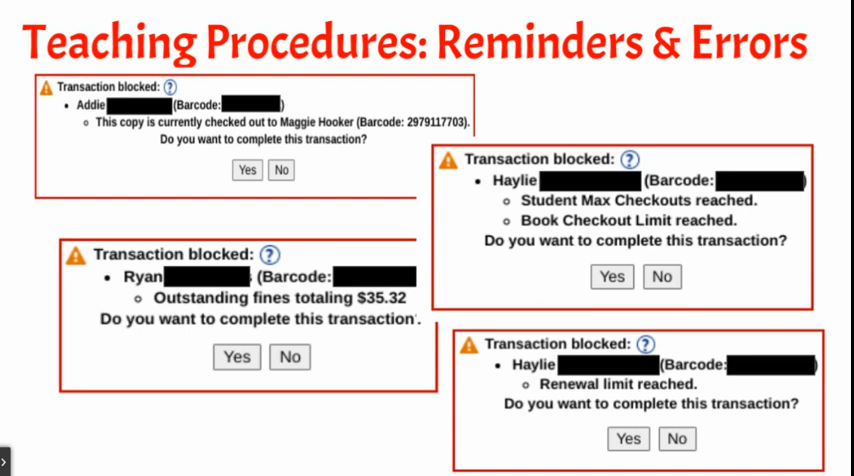 Teaching Procedures: Reminders & Errors
Transaction blocked: ?
• Addie (Barcode: )
○ This copy is currently checked out to Maggie Hooker (Barcode: 2979117703).
Do you want to complete this transaction?
Yes No
Transaction blocked: ?
• Haylie (Barcode: )
○ Student Max Checkouts reached.
○ Book Checkout Limit reached.
Do you want to complete this transaction?
Yes No
Transaction blocked: ?
• Ryan (Barcode:
○ Outstanding fines totaling $35.32
Do you want to complete this transaction.
Yes No
Transaction blocked: ?
• Haylie (Barcode: )
○ Renewal limit reached.
Do you want to complete this transaction?
Yes No